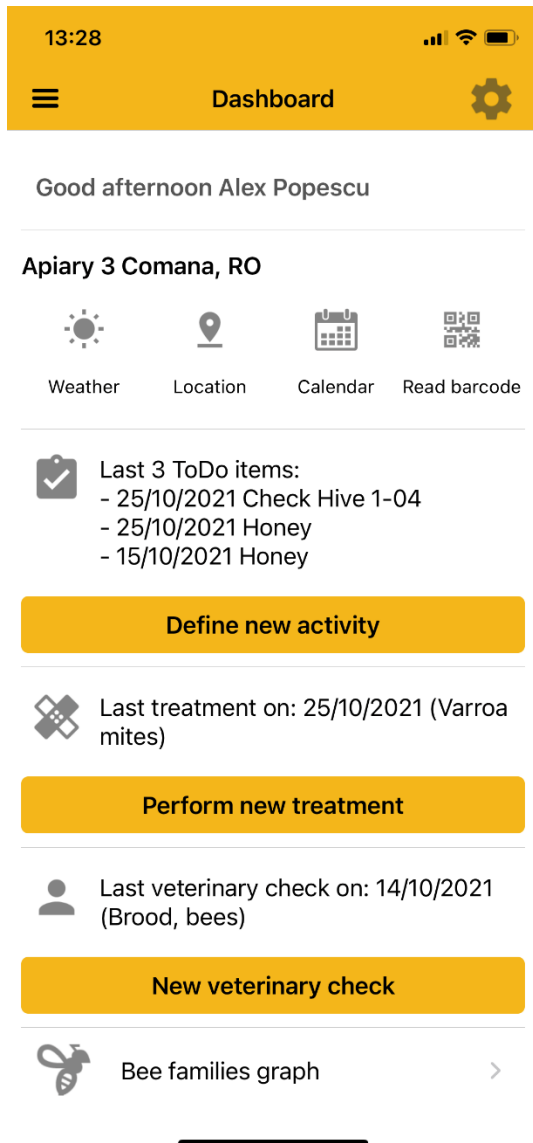 13:28
Dashboard
Good afternoon Alex Popescu
Apiary 3 Comana, RO
Weather Location Calendar Read barcode
Last 3 ToDo items:
- 25/10/2021 Check Hive 1-04
- 25/10/2021 Honey
- 15/10/2021 Honey
Define new activity
Last treatment on: 25/10/2021 (Varroa
mites)
Perform new treatment
Last veterinary check on: 14/10/2021
(Brood, bees)
New veterinary check
Bee families graph